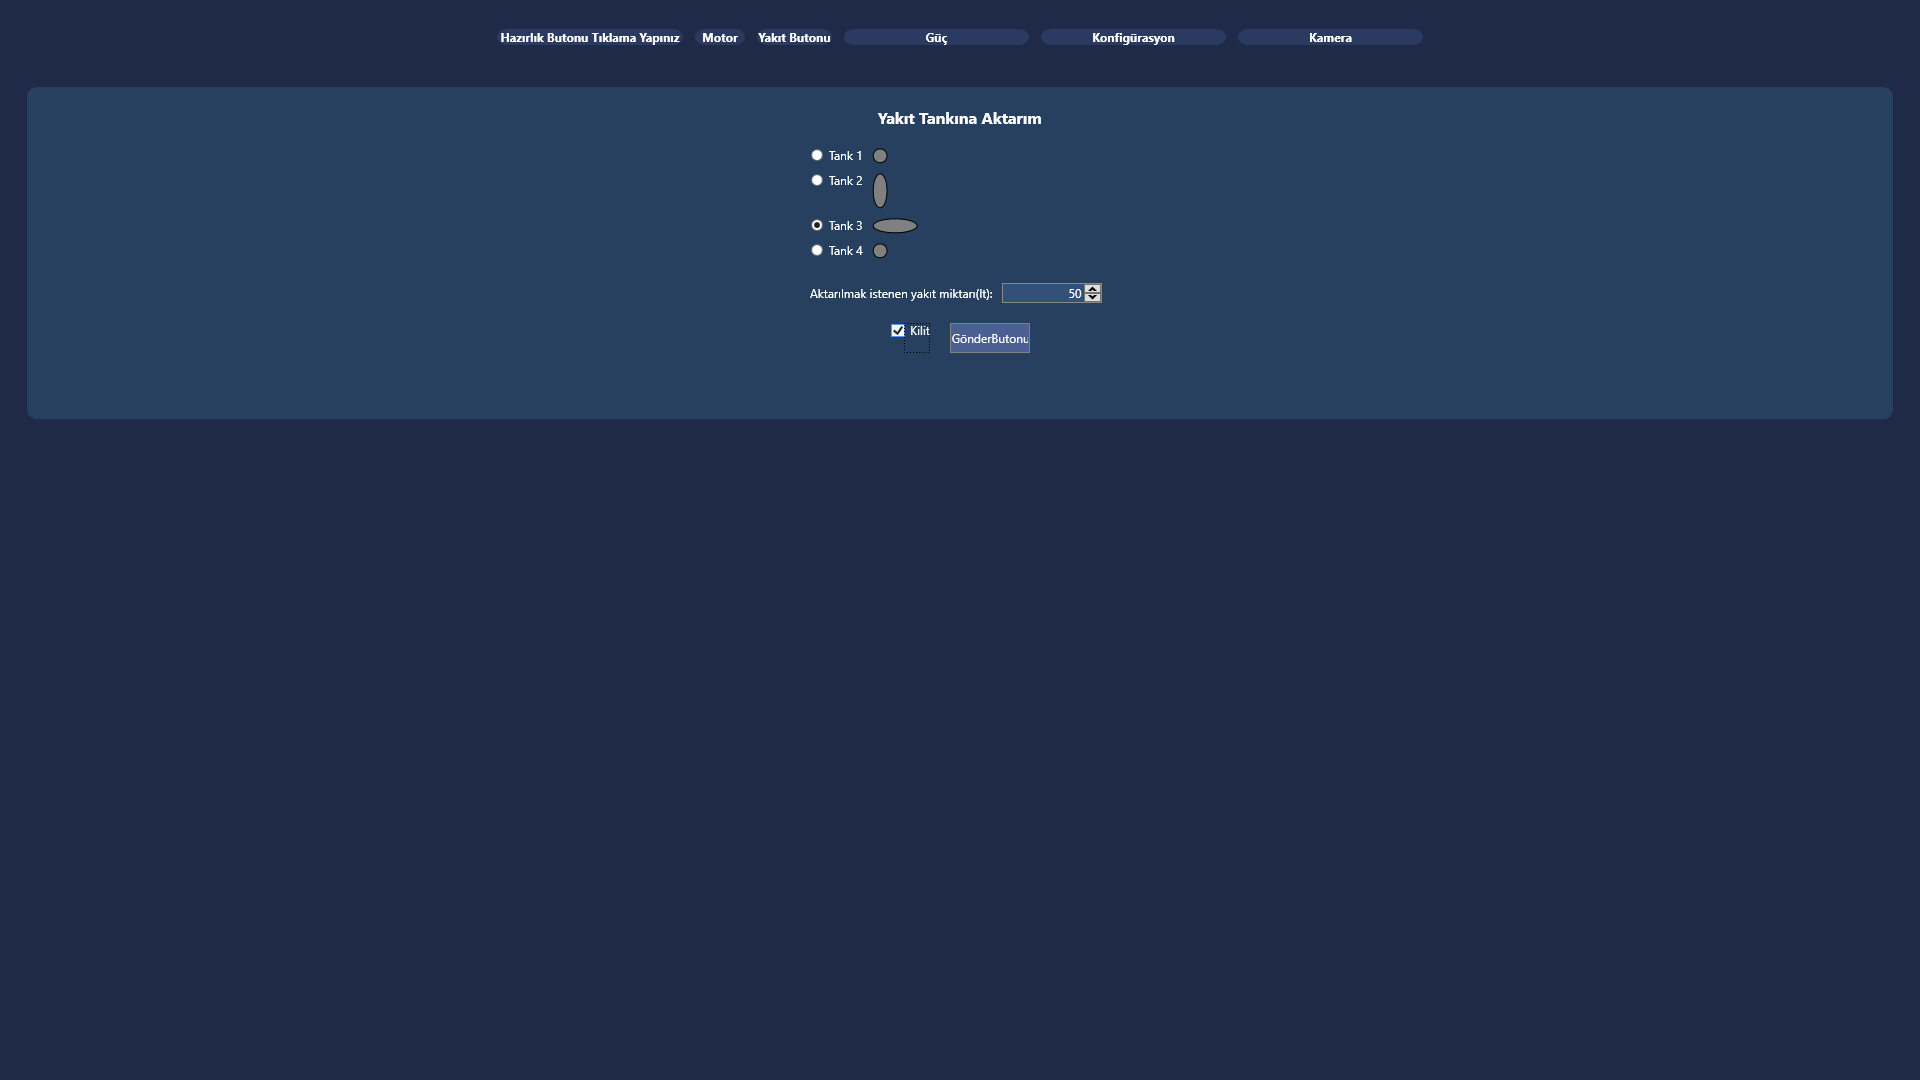 Hazırlık Butonu Tıklama Yapınız Motor Yakıt Butonu Güç Konfigürasyon Kamera
Yakıt Tankına Aktarım
Tank 1
Tank 2
Tank 3
Tank 4
Aktarılmak istenen yakıt miktarı(lt): 50
Kilit GönderButonu